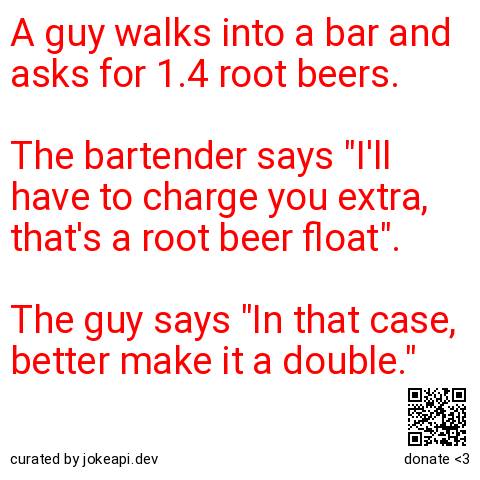 A guy walks into a bar and
asks for 1.4 root beers.
The bartender says "I'll
have to charge you extra,
that's a root beer float".
The guy says "In that case,
better make it a double."
curated by jokeapi.dev
donate <3